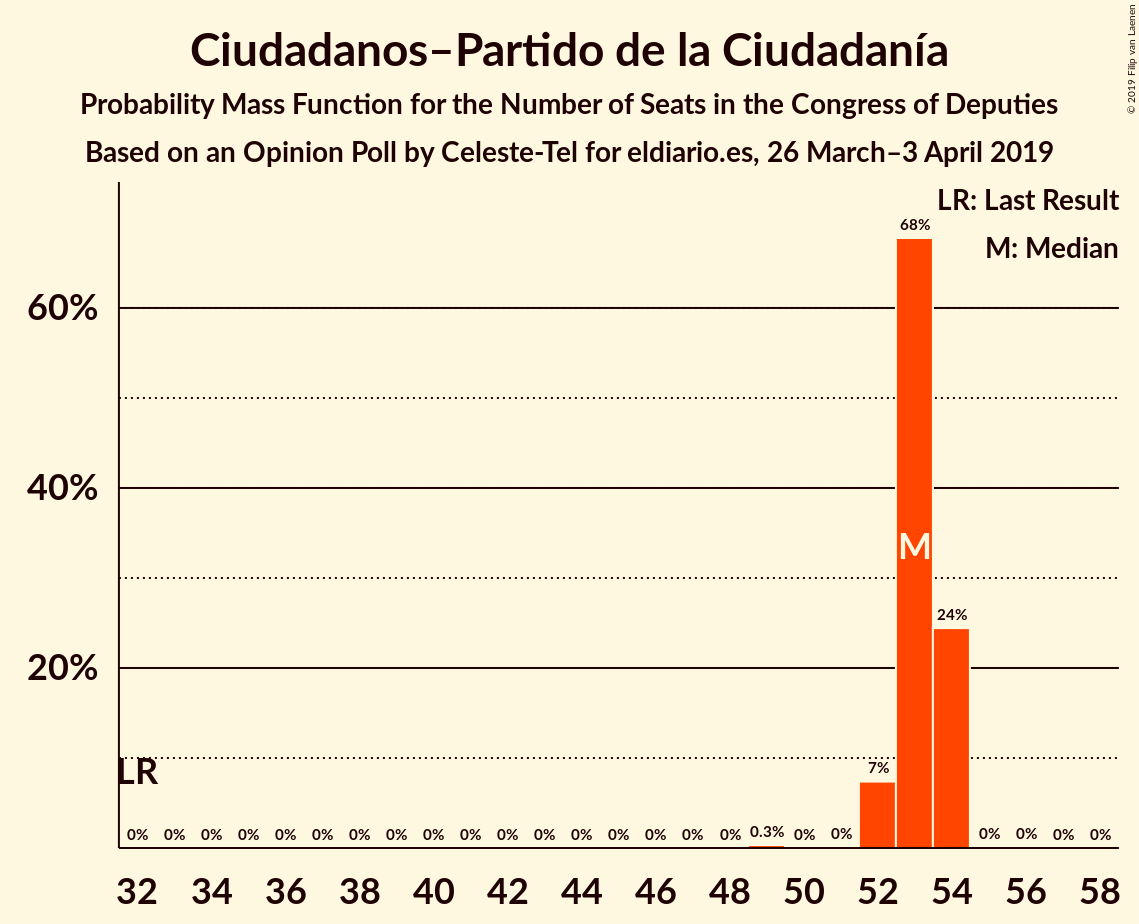 Ciudadanos–Partido de la Ciudadanía
Probability Mass Function for the Number of Seats in the Congress of Deputies
Based on an Opinion Poll by Celeste-Tel for eldiario.es, 26 March–3 April 2019
© 2019 Filip van Laenen
LR: Last Result
M: Median
68%
60%
40%
M
24%
20%
LR
7%
0% 0% 0% 0% 0% 0% 0% 0% 0% 0% 0% 0% 0% 0% 0% 0% 0% 0.3% 0% 0% 0% 0% 0% 0%
32 34 36 38 40 42 44 46 48 50 52 54 56 58